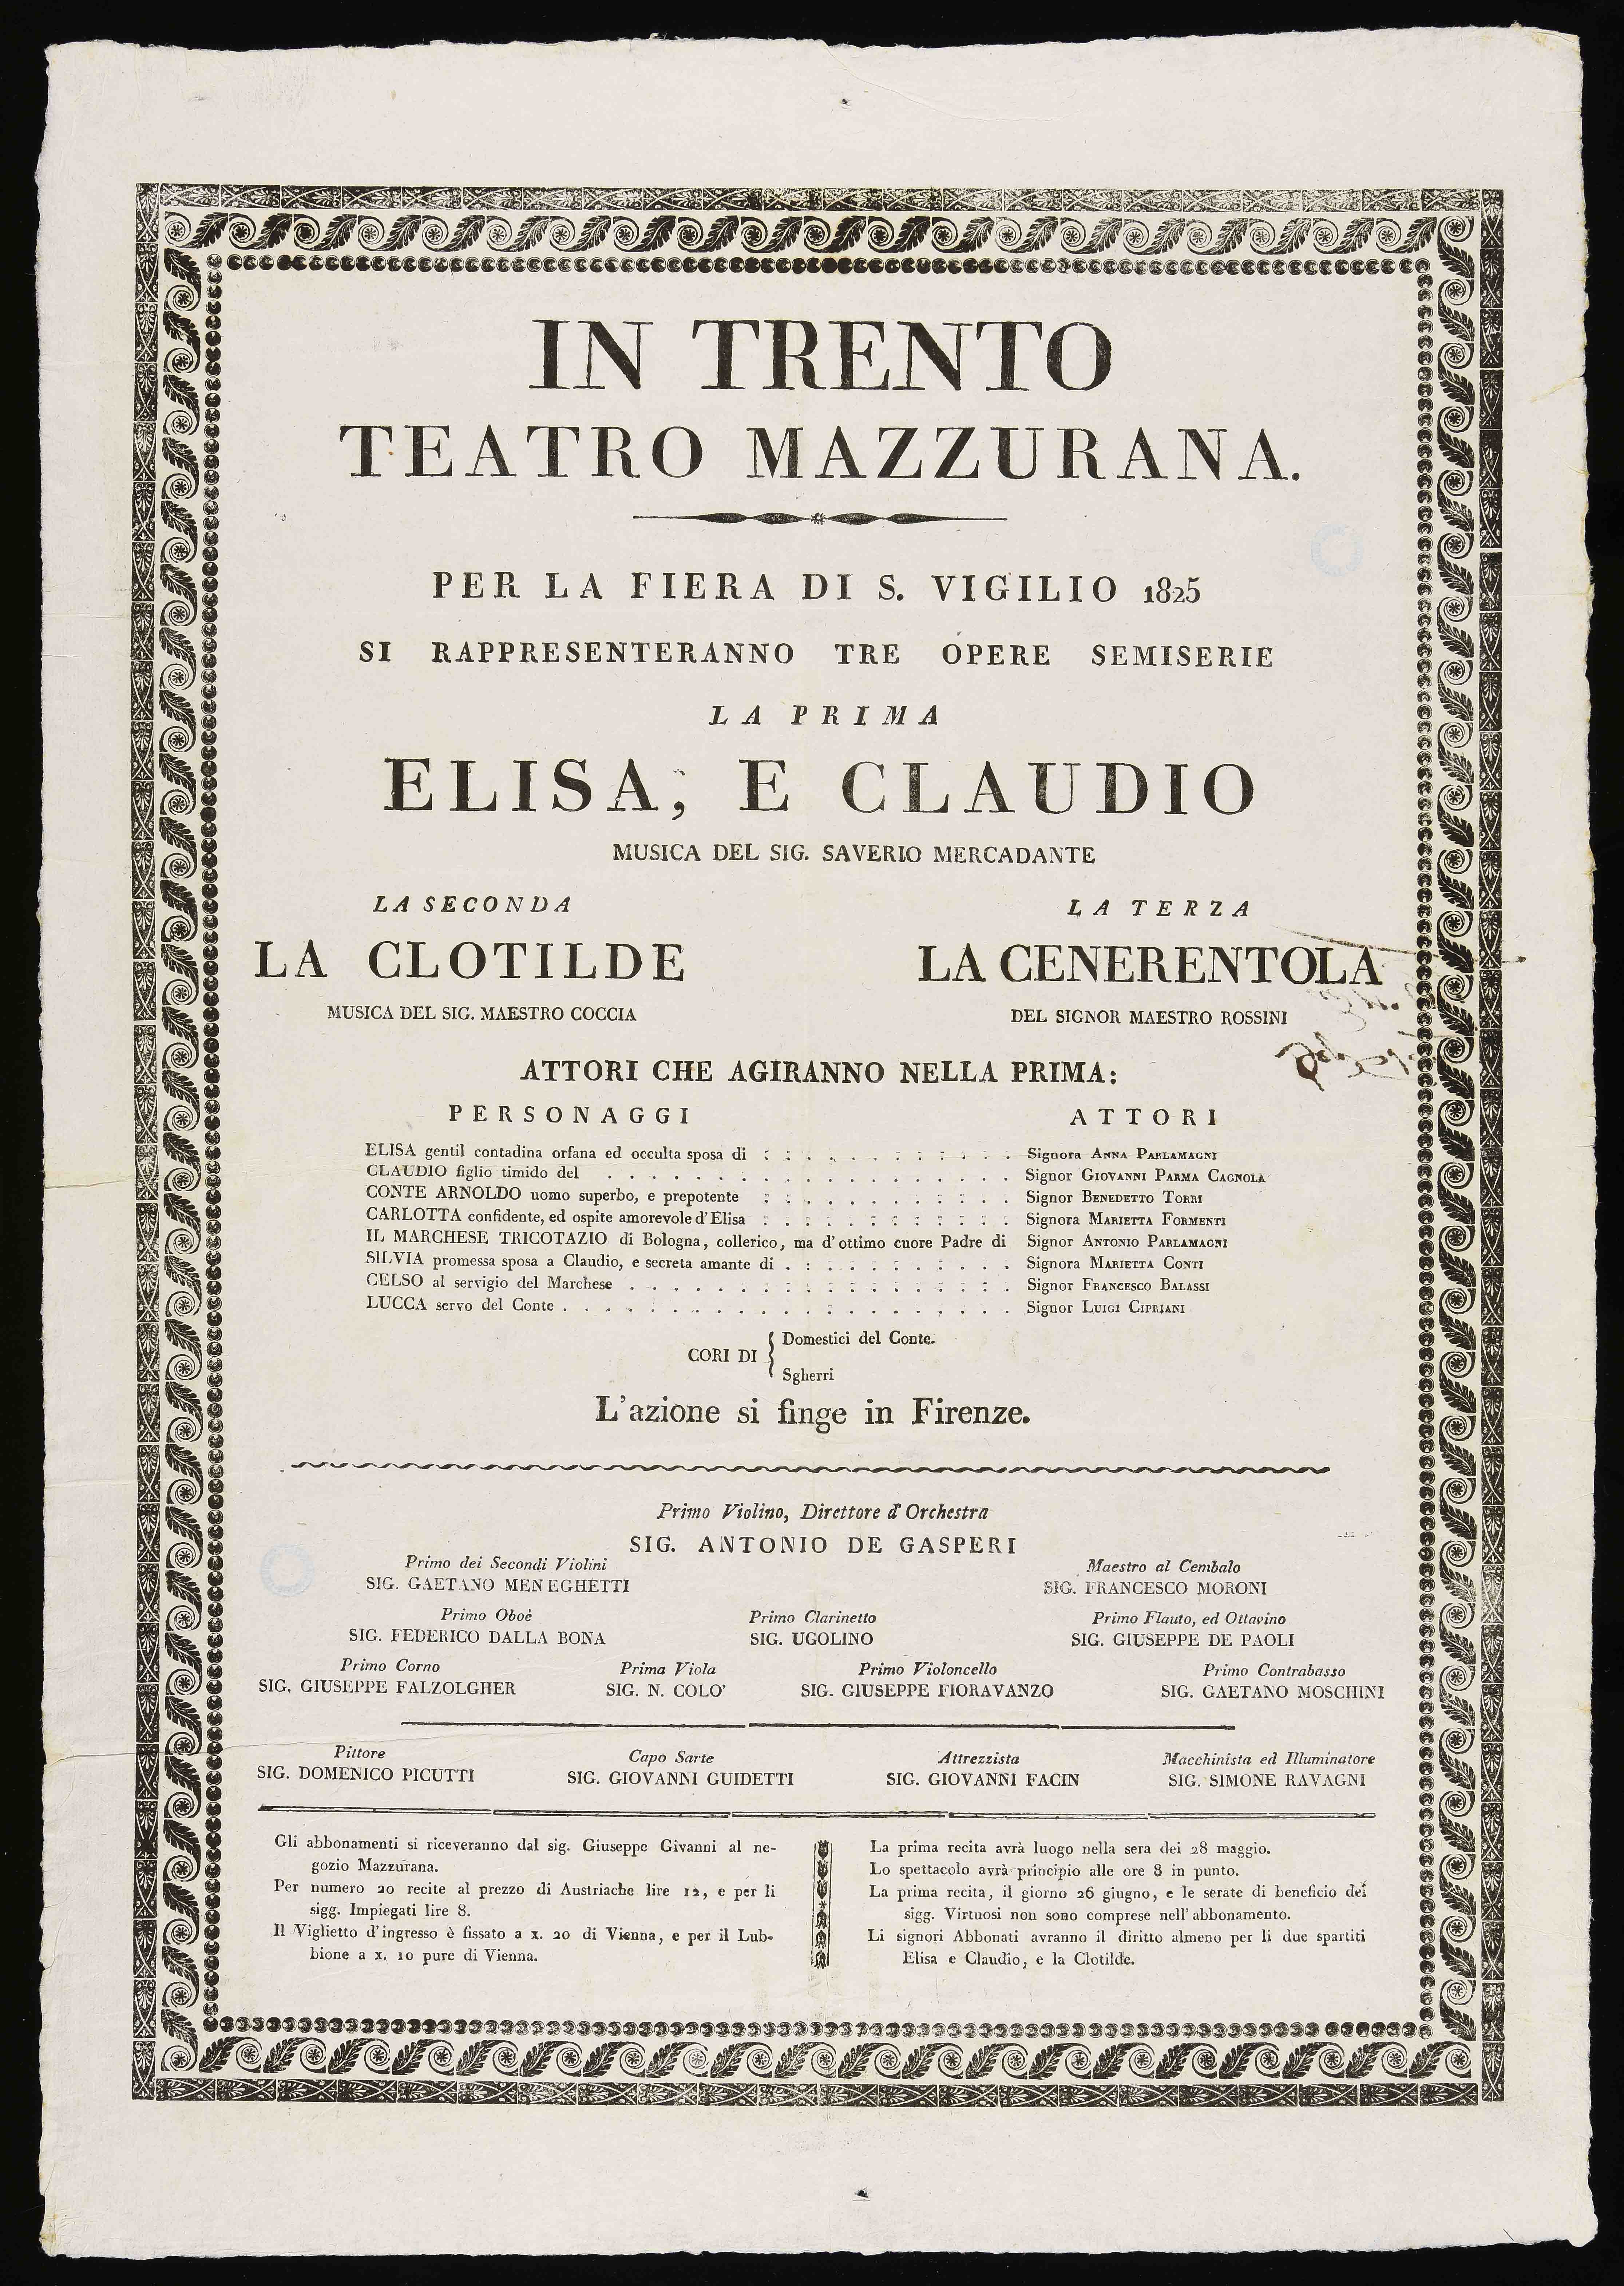 IN TRENTO
TEATRO MAZZURANA.
PER LA FIERA DI S. VIGILIO 1825
SI RAPPRESENTERANNO TRE OPERE SEMISERIE
LA PRIMA
ELISA, E CLAUDIO
MUSICA DEL SIG. SAVERIO MERCADANTE
LA SECONDA
LA CLOTILDE
MUSICA DEL SIG. MAESTRO COCCIA
LA TERZA
LA CENERENTOLA
DEL SIGNOR MAESTRO ROSSINI
ATTORI CHE AGIRANNO NELLA PRIMA:
PERSONAGGI ATTORI
ELISA gentil contadina orfana ed occulta sposa di . . . . . . . . . . . . . Signora ANNA PARLAMAGNI
CLAUDIO figlio timido del . . . . . . . . . . . . . . . . . . Signor GIOVANNI PARMA CAGNOLA
CONTE ARNOLDO uomo superbo, e prepotente . . . . . . . . . . . . . Signor BENEDETTO TORRI
CARLOTTA confidente, ed ospite amorevole d'Elisa . . . . . . . . . . . . . Signora MARIETTA FORMENTI
IL MARCHESE TRICOTAZIO di Bologna, collerico, ma d'ottimo cuore Padre di Signor ANTONIO PARLAMAGNI
SILVIA promessa sposa a Claudio, e secreta amante di . . . . . . . . . . . . Signora MARIETTA CONTI
CELSO al servigio del Marchese . . . . . . . . . . . . . . . . . . Signor FRANCESCO BALASSI
LUCCA servo del Conte . . . . . . . . . . . . . . . . . . . . . Signor LUIGI CIPRIANI
CORI DI { Domestici del Conte.
Sgherri
L'azione si finge in Firenze.
Primo Violino, Direttore d'Orchestra
SIG. ANTONIO DE GASPERI
Primo dei Secondi Violini Maestro al Cembalo
SIG. GAETANO MENEGHETTI SIG. FRANCESCO MORONI
Primo Oboè Primo Clarinetto Primo Flauto, ed Ottavino
SIG. FEDERICO DALLA BONA SIG. UGOLINO SIG. GIUSEPPE DE PAOLI
Primo Corno Prima Viola Primo Violoncello Primo Contrabasso
SIG. GIUSEPPE FALZOLGHER SIG. N. COLO' SIG. GIUSEPPE FIORAVANZO SIG. GAETANO MOSCHINI
Pittore Capo Sarte Attrezzista Macchinista ed Illuminatore
SIG. DOMENICO PICUTTI SIG. GIOVANNI GUIDETTI SIG. GIOVANNI FACIN SIG. SIMONE RAVAGNI
Gli abbonamenti si riceveranno dal sig. Giuseppe Givanni al ne-
gozio Mazzurana.
Per numero 20 recite al prezzo di Austriache lire 12, e per li
sigg. Impiegati lire 8.
Il Viglietto d'ingresso è fissato a x. 20 di Vienna, e per il Lub-
bione a x. 10 pure di Vienna.
La prima recita avrà luogo nella sera dei 28 maggio.
Lo spettacolo avrà principio alle ore 8 in punto.
La prima recita, il giorno 26 giugno, e le serate di beneficio dei
sigg. Virtuosi non sono comprese nell'abbonamento.
Li signori Abbonati avranno il diritto almeno per li due spartiti
Elisa e Claudio, e la Clotilde.